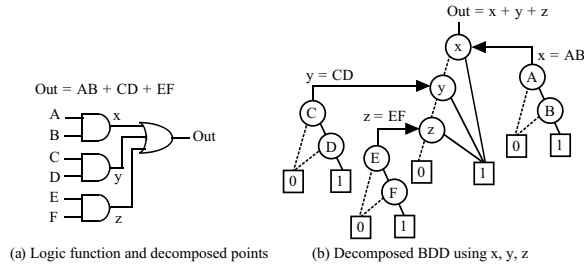 Out = AB + CD + EF
A
B
x
C
D
y
E
F
z
Out
(a) Logic function and decomposed points
Out = x + y + z
x
x = AB
y = CD
y
A
B
C
z = EF
z
D
E
0
1
0
1
0
1
F
0
1
(b) Decomposed BDD using x, y, z